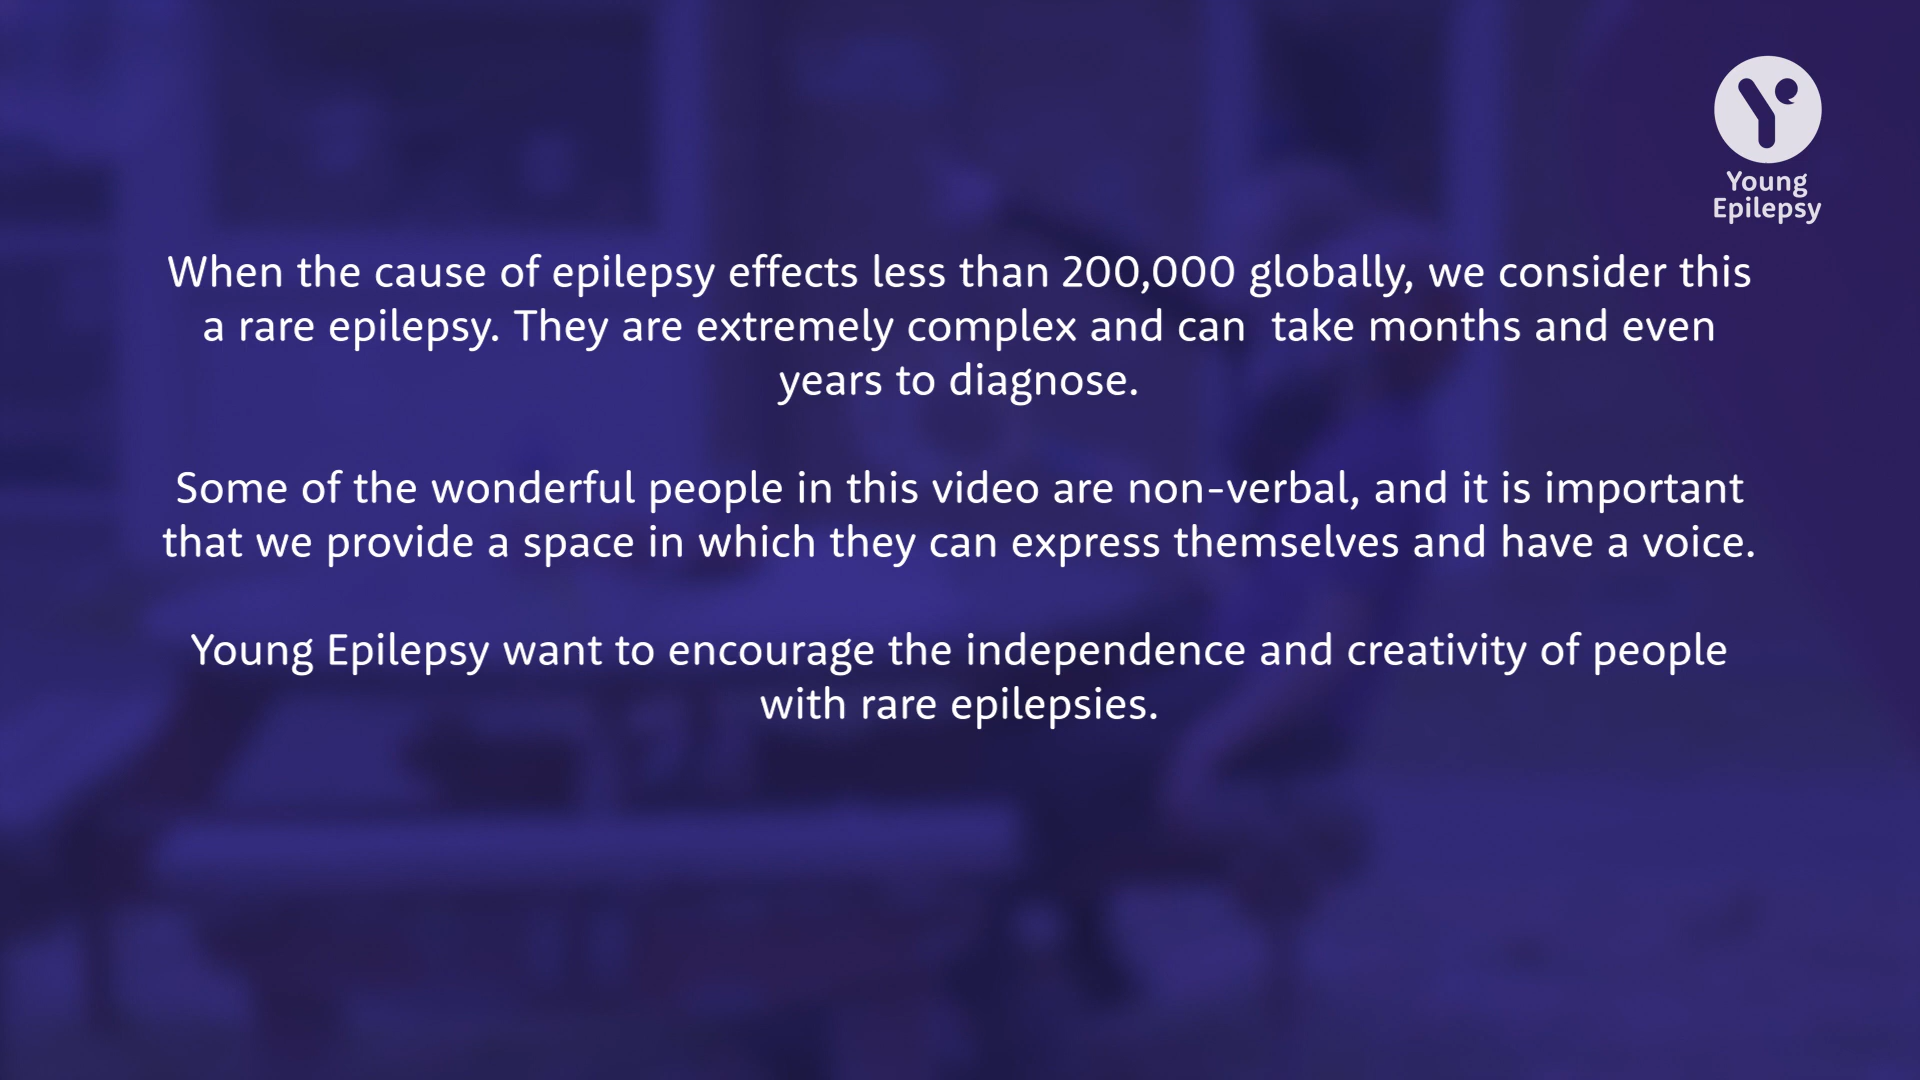 Young
Epilepsy
When the cause of epilepsy effects less than 200,000 globally, we consider this
a rare epilepsy. They are extremely complex and can  take months and even
years to diagnose.
Some of the wonderful people in this video are non-verbal, and it is important
that we provide a space in which they can express themselves and have a voice.
Young Epilepsy want to encourage the independence and creativity of people
with rare epilepsies.